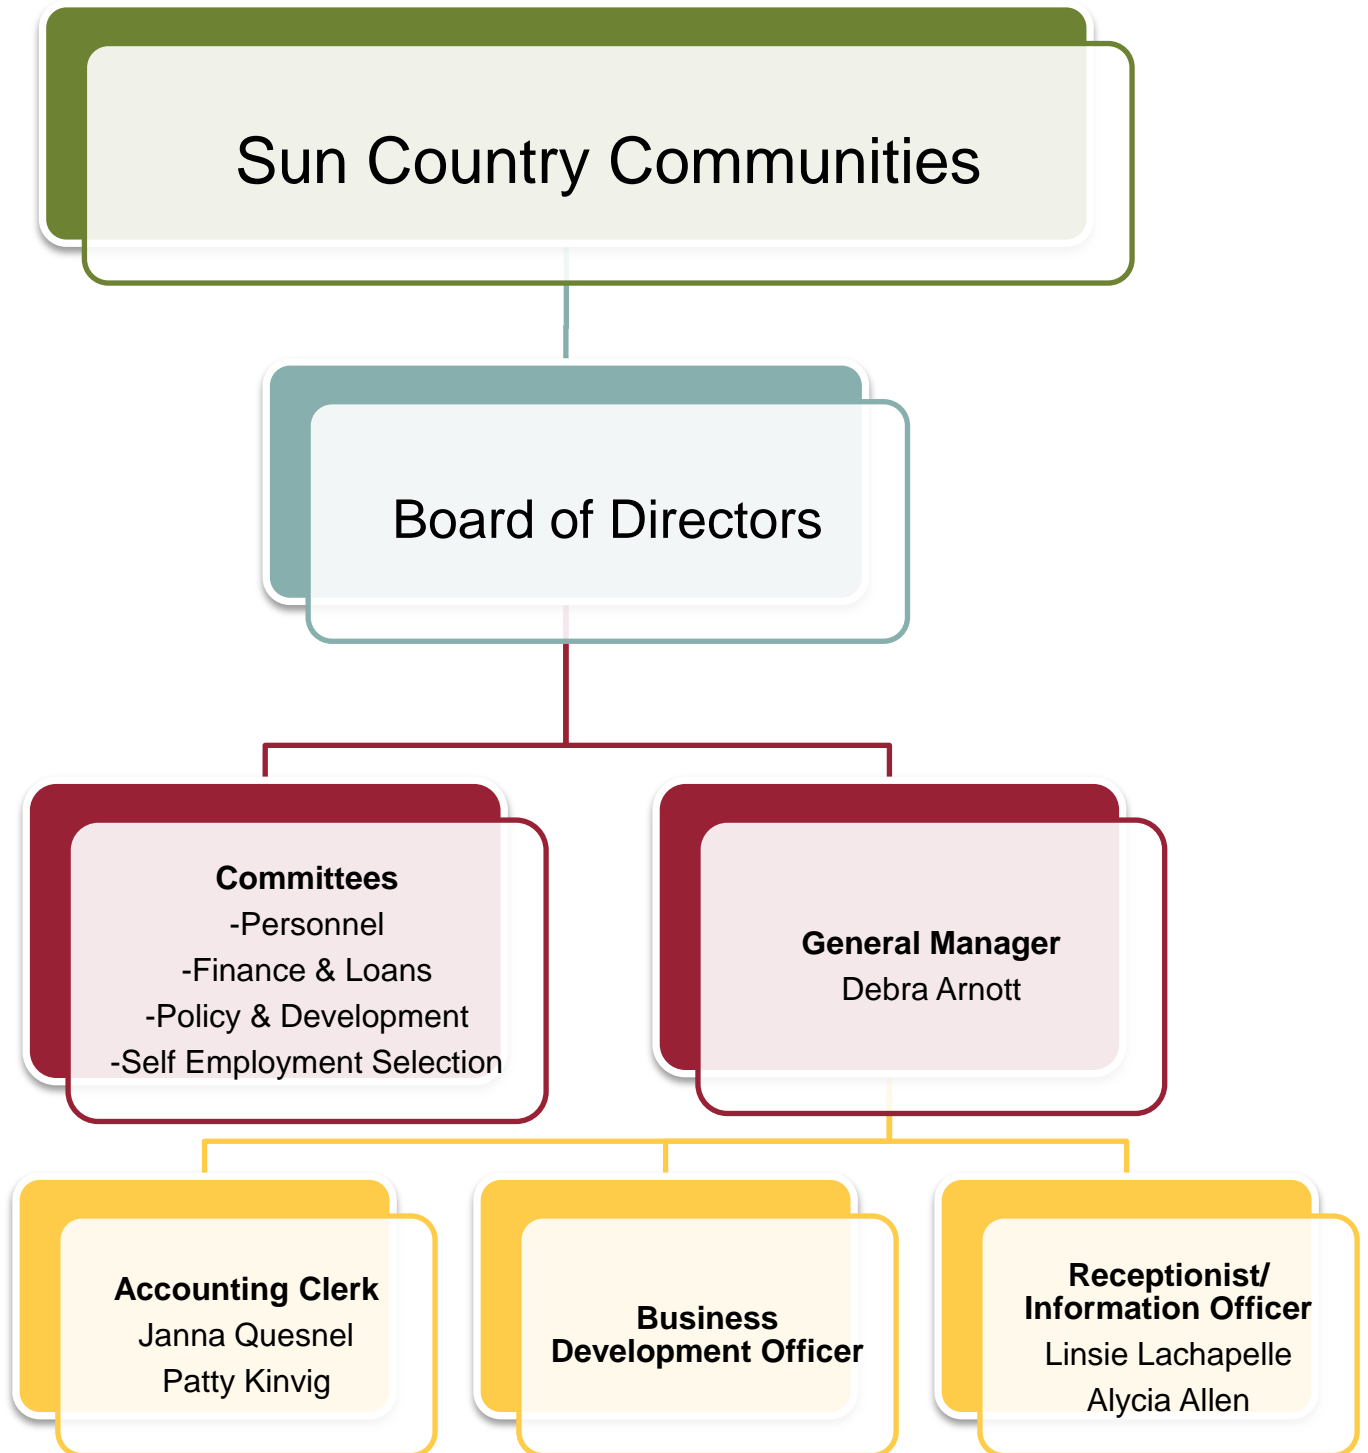 Sun Country Communities
Board of Directors
Committees
-Personnel
-Finance & Loans
-Policy & Development
-Self Employment Selection
General Manager
Debra Arnott
Accounting Clerk
Janna Quesnel
Patty Kinvig
Business
Development Officer
Receptionist/
Information Officer
Linsie Lachapelle
Alycia Allen